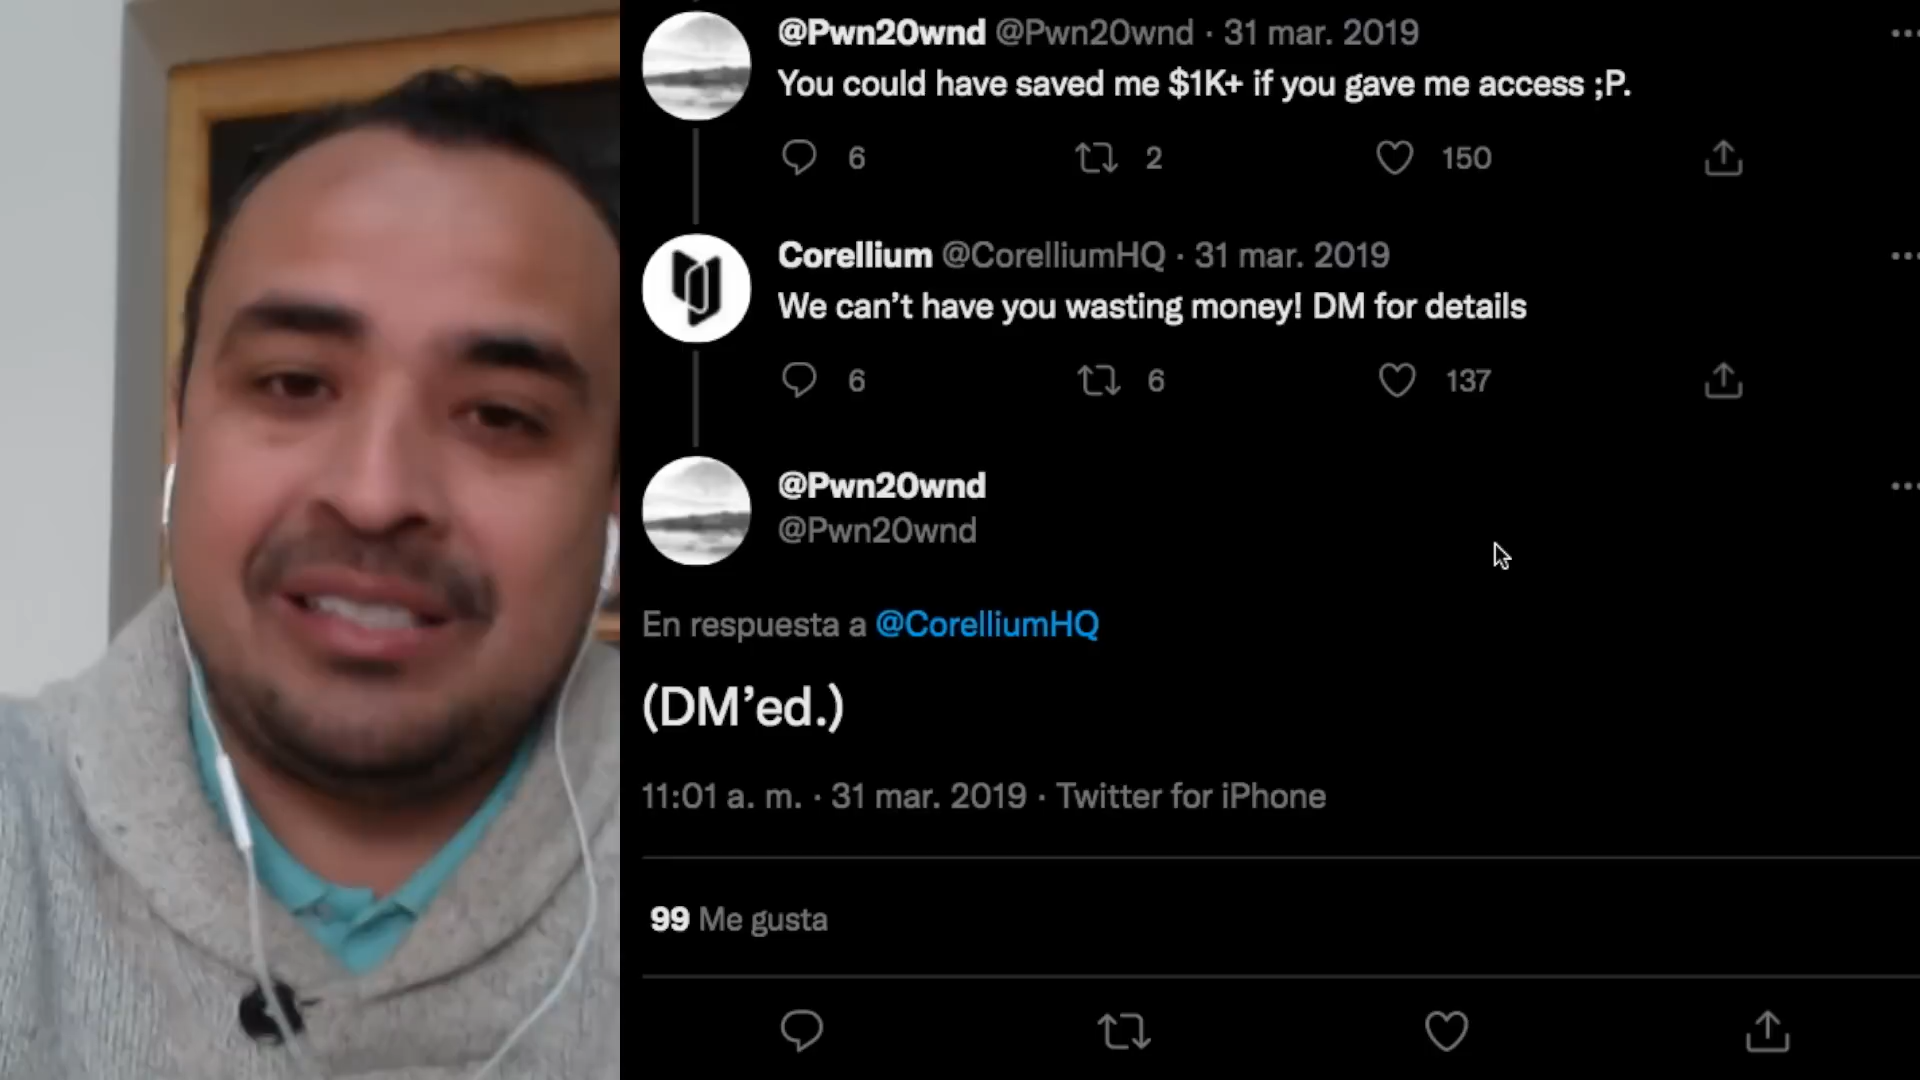 @Pwn20wnd @Pwn20wnd · 31 mar. 2019
You could have saved me $1K+ if you gave me access ;P.
6 2 150
Corellium @CorelliumHQ · 31 mar. 2019
We can’t have you wasting money! DM for details
6 6 137
@Pwn20wnd
@Pwn20wnd
En respuesta a @CorelliumHQ
(DM’ed.)
11:01 a. m. · 31 mar. 2019 · Twitter for iPhone
99 Me gusta